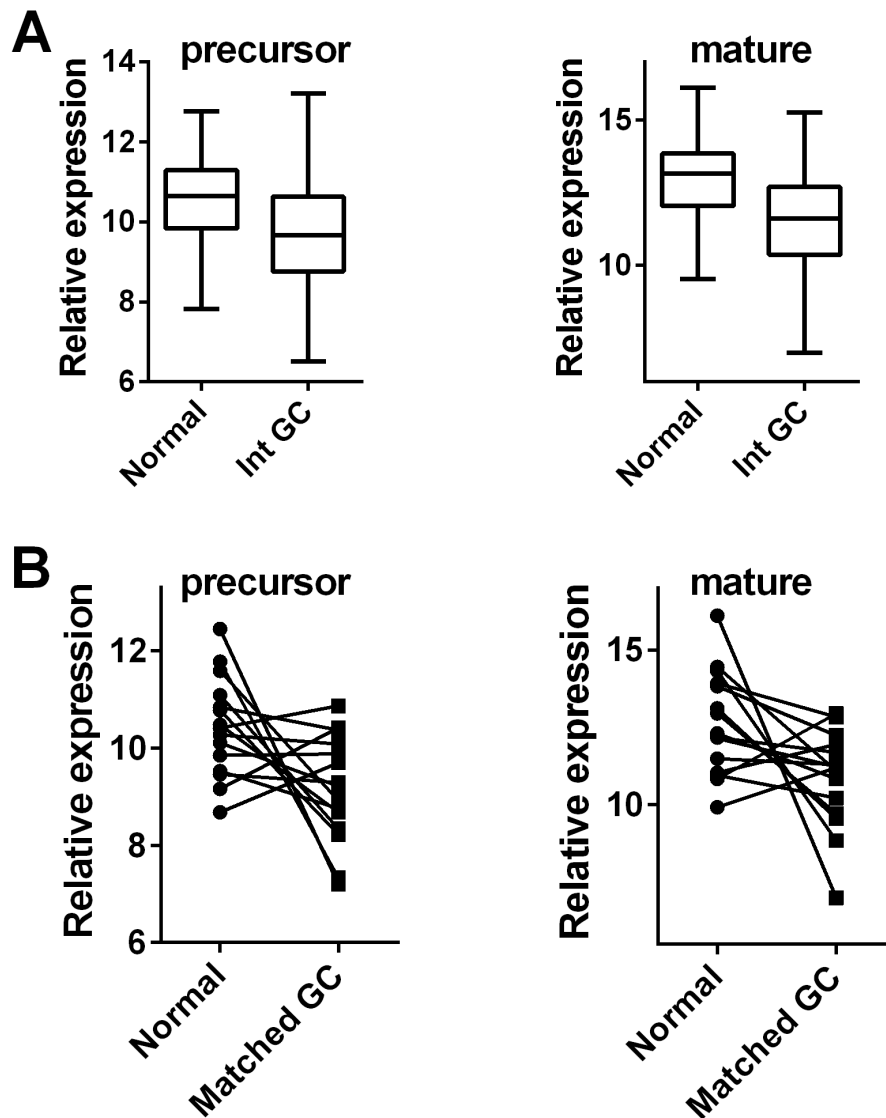 A
precursor
Relative expression
14
12
10
8
6
Normal
Int GC
mature
Relative expression
15
10
Normal
Int GC
B
precursor
Relative expression
12
10
8
6
Normal
Matched GC
mature
Relative expression
15
10
Normal
Matched GC